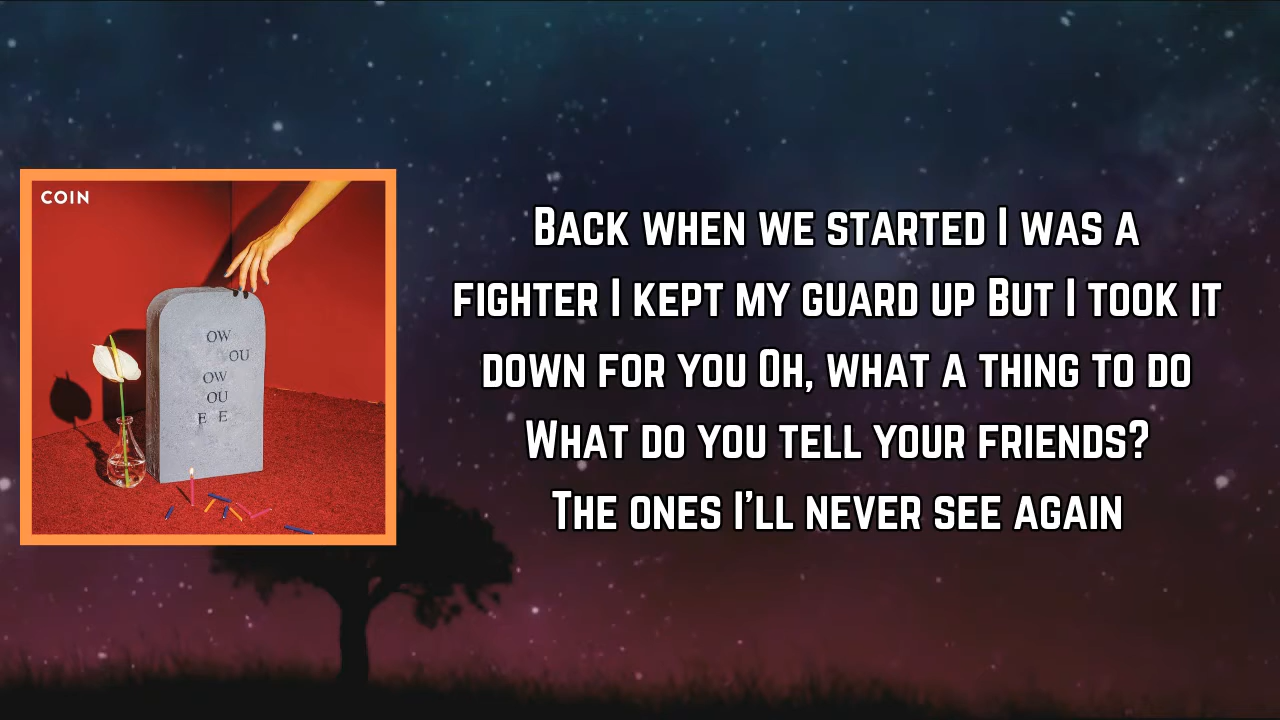 COIN
OW
OU
OW
OU
E E
Back when we started I was a
fighter I kept my guard up But I took it
down for you Oh, what a thing to do
What do you tell your friends?
The ones I'll never see again